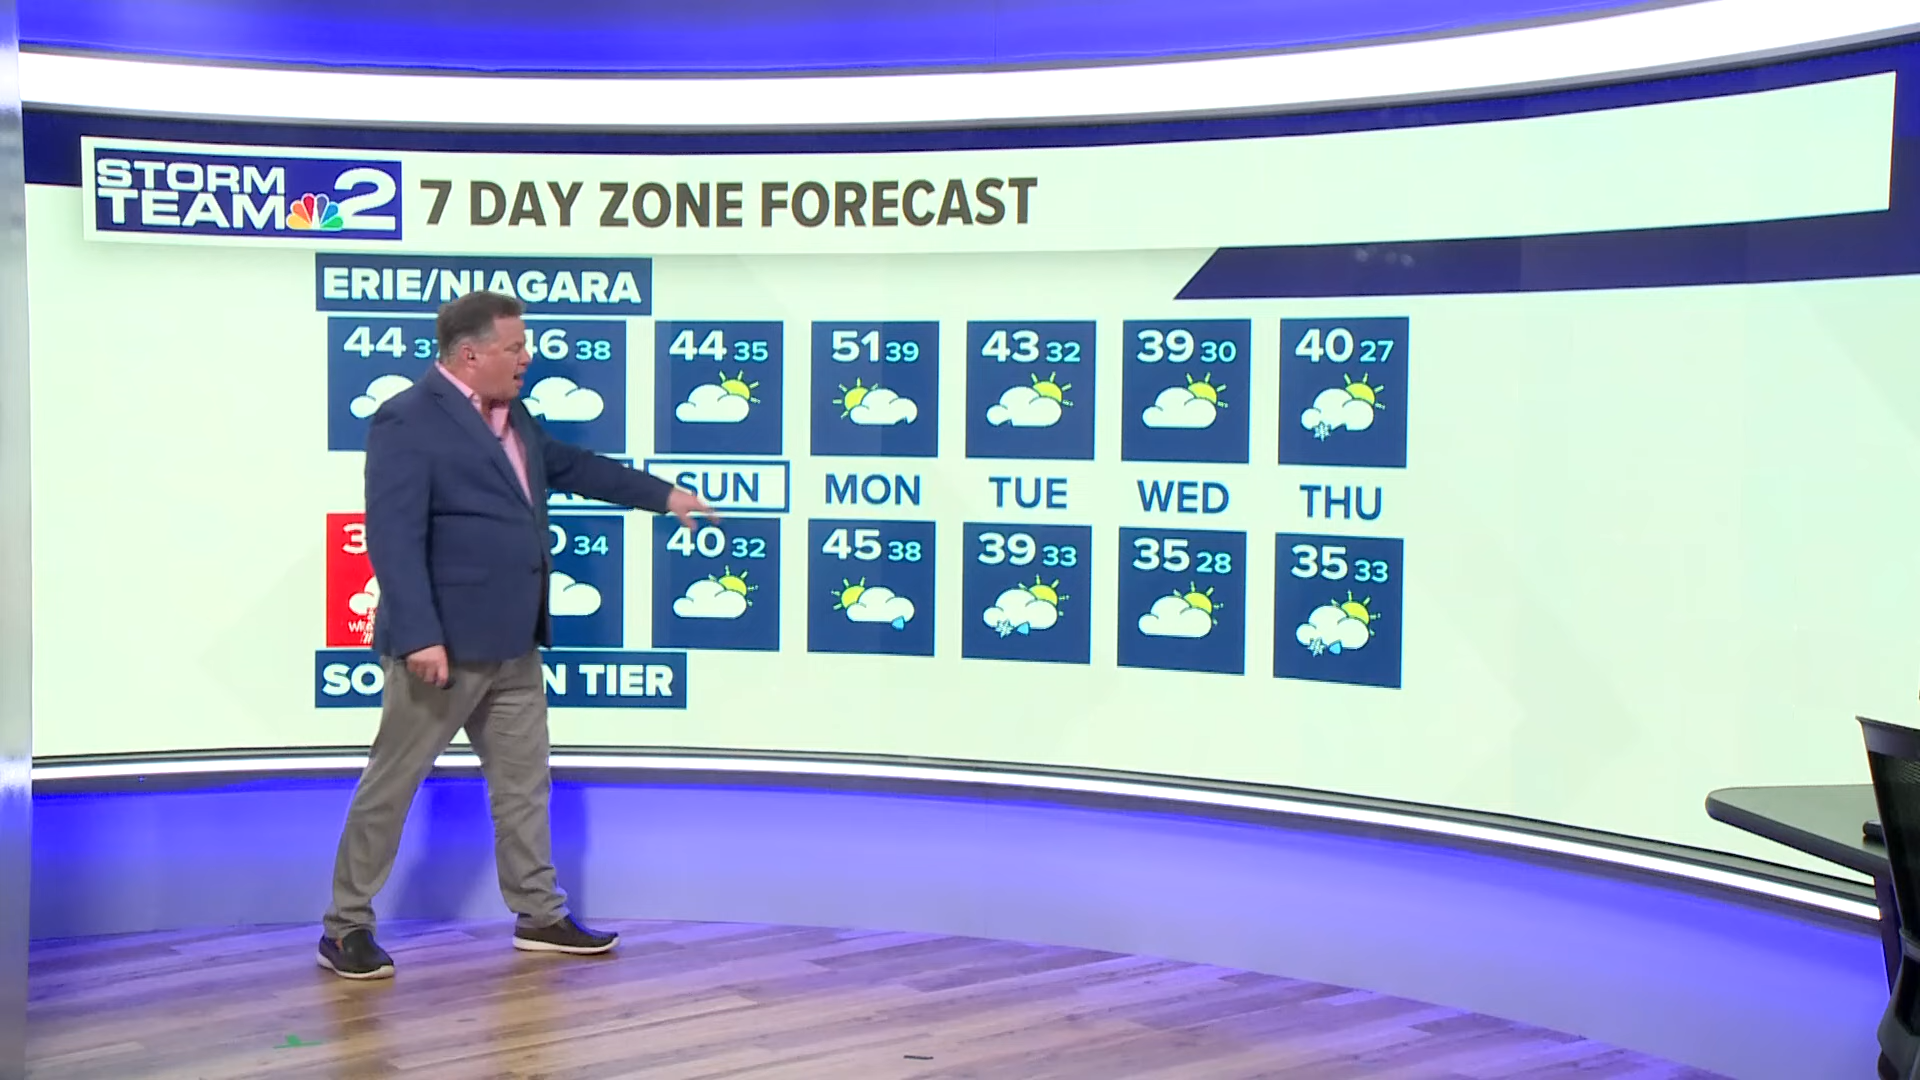 STORM
TEAM 2
7 DAY ZONE FORECAST
ERIE/NIAGARA
44 46 38 44 35 51 39 43 32 39 30 40 27
SUN MON TUE WED THU
34 40 32 45 38 39 33 35 28 35 33
TIER